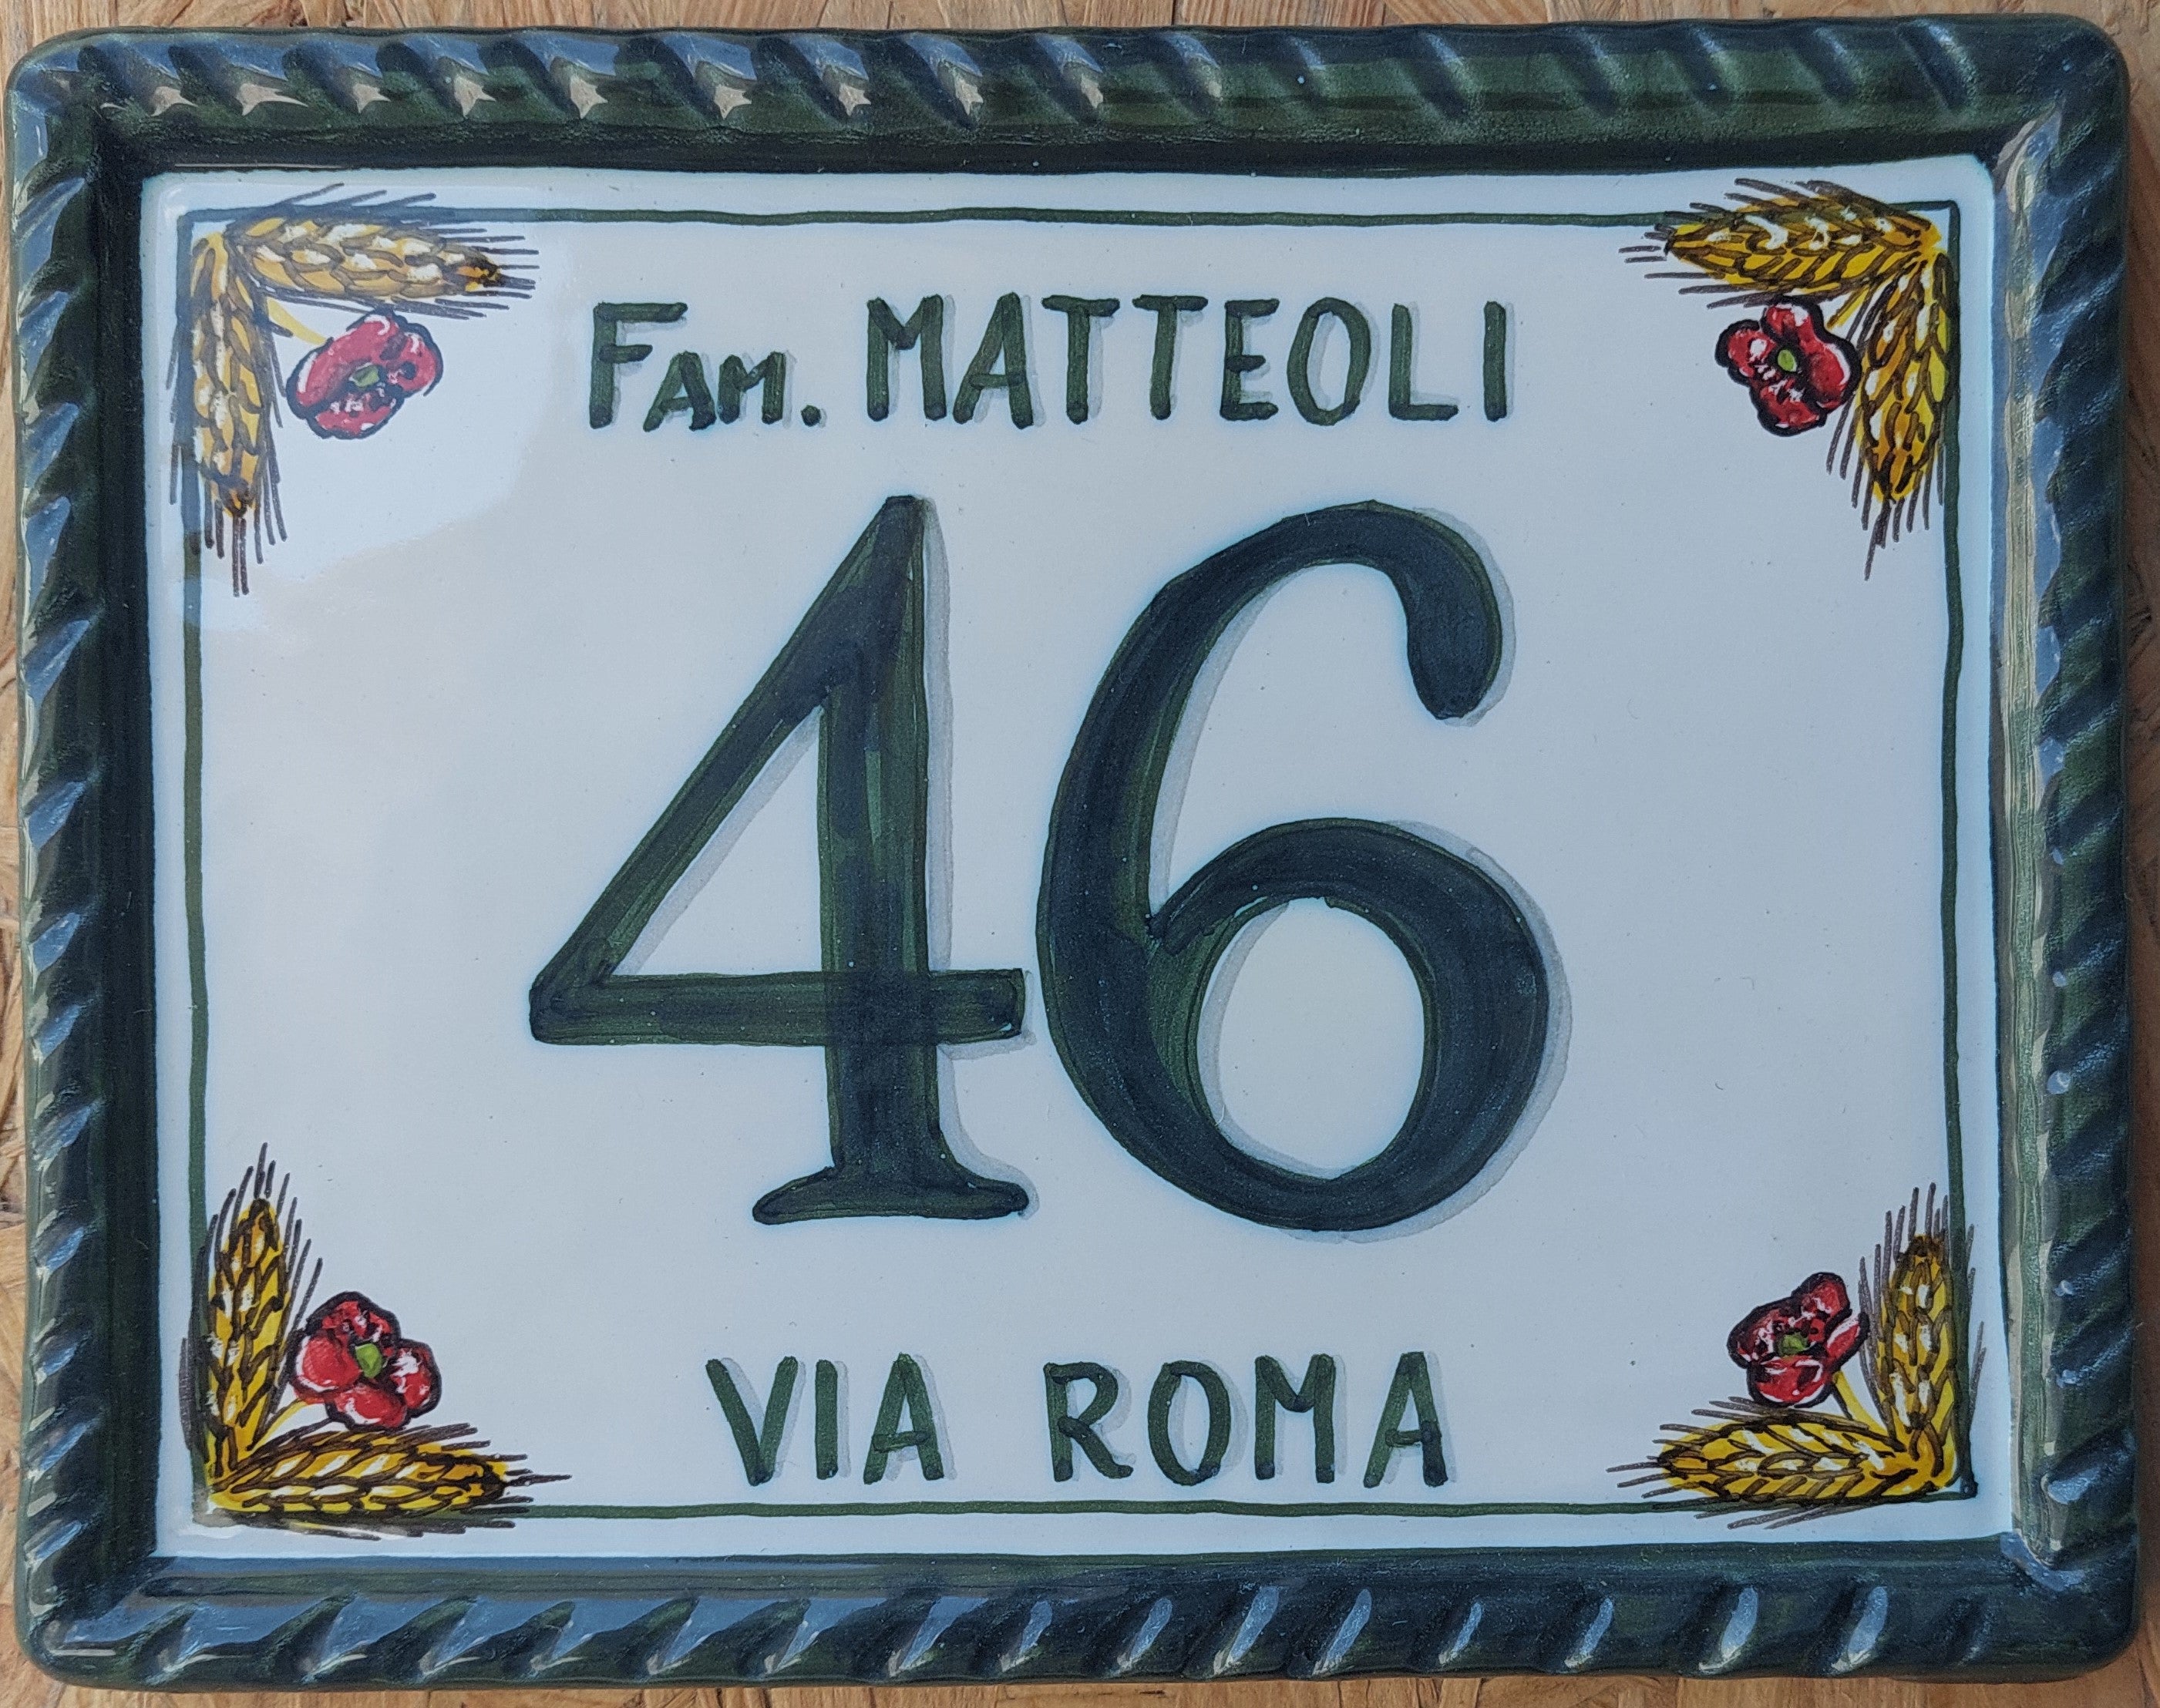 Fam. MATTEOLI
46
VIA ROMA